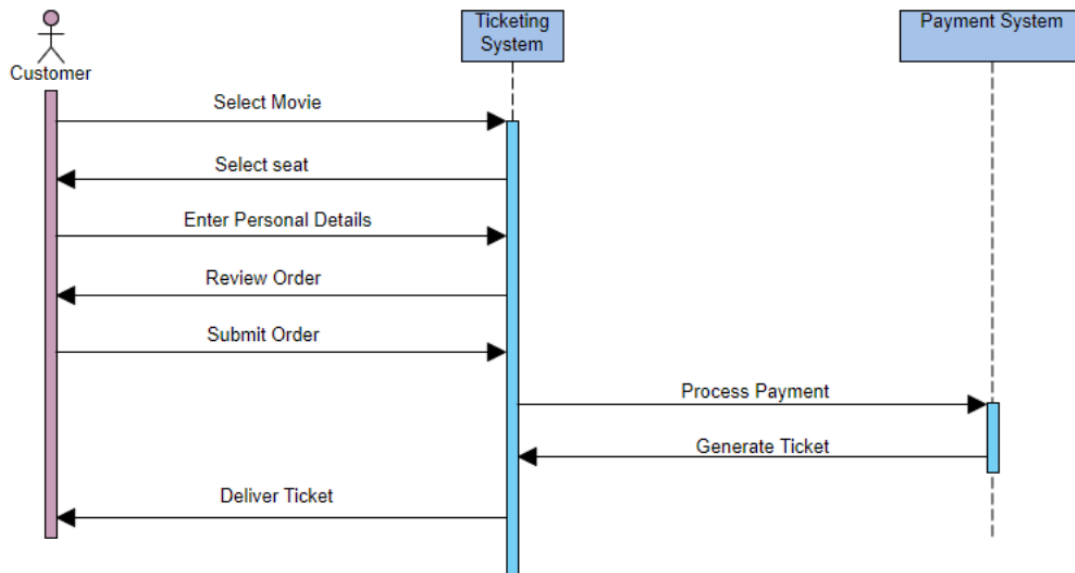 Ticketing
System
Payment System
Customer
Select Movie
Select seat
Enter Personal Details
Review Order
Submit Order
Process Payment
Generate Ticket
Deliver Ticket